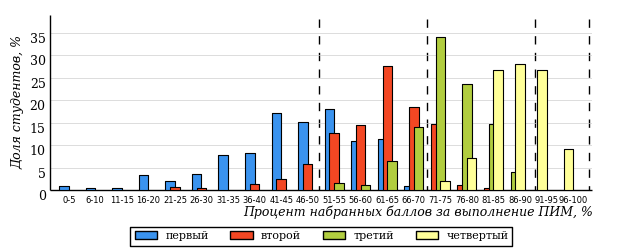 Доля студентов, %
35
30
25
20
15
10
5
0
0-5 6-10 11-15 16-20 21-25 26-30 31-35 36-40 41-45 46-50 51-55 56-60 61-65 66-70 71-75 76-80 81-85 86-90 91-95 96-100
Процент набранных баллов за выполнение ПИМ, %
первый второй третий четвертый